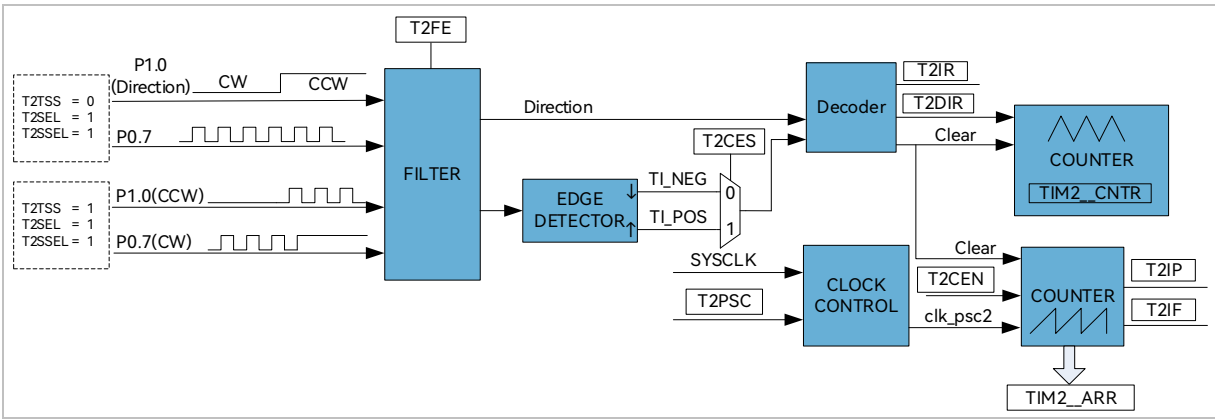 T2FE
P1.0
(Direction)
CW
CCW
T2TSS = 0
T2SEL = 1
T2SSEL = 1
P0.7
FILTER
Direction
Decoder
T2IR
T2DIR
Clear
COUNTER
TIM2__CNTR
T2CES
T2TSS = 1
T2SEL = 1
T2SSEL = 1
P1.0(CCW)
P0.7(CW)
EDGE
DETECTOR
↓
↑
TI_NEG
TI_POS
0
1
SYSCLK
T2PSC
CLOCK
CONTROL
Clear
T2CEN
clk_psc2
COUNTER
T2IP
T2IF
TIM2__ARR